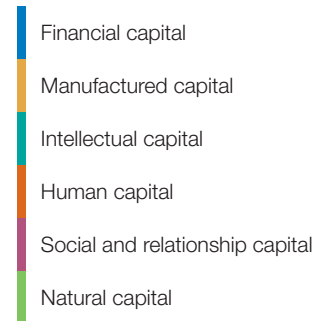 Financial capital
Manufactured capital
Intellectual capital
Human capital
Social and relationship capital
Natural capital